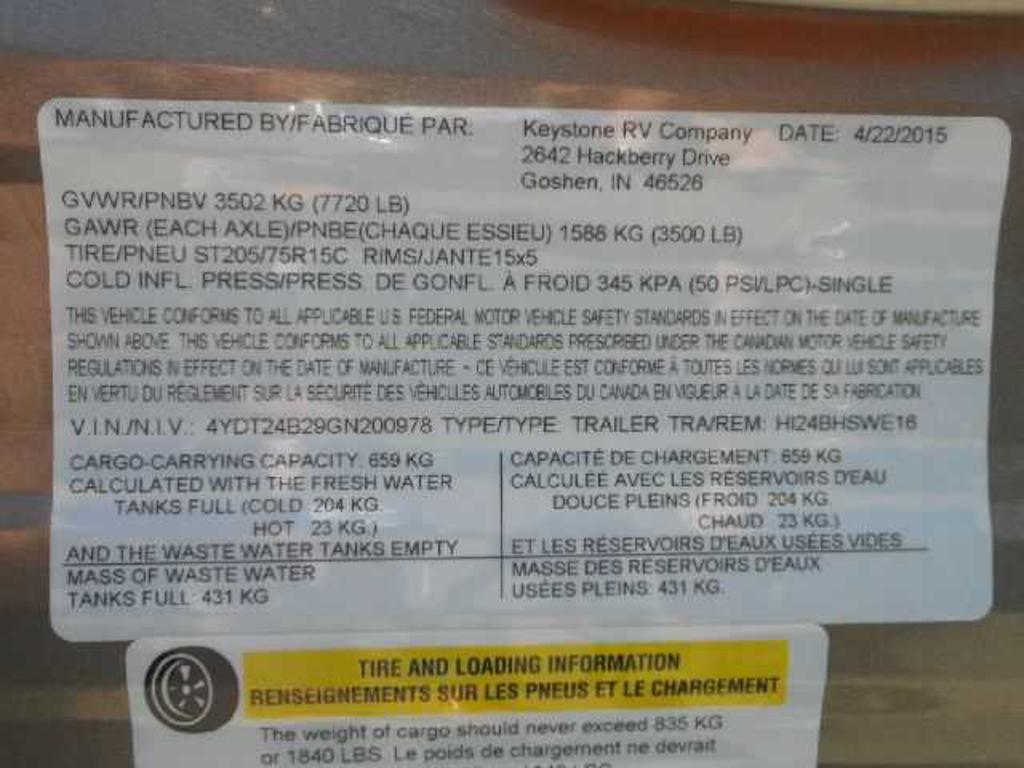 MANUFACTURED BY/FABRIQUÉ PAR: Keystone RV Company DATE: 4/22/2015
2642 Hackberry Drive
Goshen, IN 46526
GVWR/PNBV 3502 KG (7720 LB)
GAWR (EACH AXLE)/PNBE(CHAQUE ESSIEU) 1588 KG (3500 LB)
TIRE/PNEU ST205/75R15C RIMS/JANTE15x5
COLD INFL. PRESS/PRESS. DE GONFL. À FROID 345 KPA (50 PSI/LPC)-SINGLE
THIS VEHICLE CONFORMS TO ALL APPLICABLE U.S. FEDERAL MOTOR VEHICLE SAFETY STANDARDS IN EFFECT ON THE DATE OF MANUFACTURE
SHOWN ABOVE. THIS VEHICLE CONFORMS TO ALL APPLICABLE STANDARDS PRESCRIBED UNDER THE CANADIAN MOTOR VEHICLE SAFETY
REGULATIONS IN EFFECT ON THE DATE OF MANUFACTURE - CE VÉHICULE EST CONFORME À TOUTES LES NORMES QUI LUI SONT APPLICABLES
EN VERTU DU RÈGLEMENT SUR LA SÉCURITÉ DES VÉHICULES AUTOMOBILES DU CANADA EN VIGUEUR À LA DATE DE SA FABRICATION.
V.I.N./N.I.V.: 4YDT24B29GN200978 TYPE/TYPE: TRAILER TRA/REM: HI24BHSWE16
CARGO-CARRYING CAPACITY: 659 KG
CALCULATED WITH THE FRESH WATER
TANKS FULL (COLD 204 KG.
HOT 23 KG.)
AND THE WASTE WATER TANKS EMPTY
MASS OF WASTE WATER
TANKS FULL: 431 KG
CAPACITÉ DE CHARGEMENT: 659 KG
CALCULÉE AVEC LES RÉSERVOIRS D'EAU
DOUCE PLEINS (FROID 204 KG.
CHAUD 23 KG.)
ET LES RÉSERVOIRS D'EAUX USÉES VIDES
MASSE DES RÉSERVOIRS D'EAUX
USÉES PLEINS: 431 KG.
TIRE AND LOADING INFORMATION
RENSEIGNEMENTS SUR LES PNEUS ET LE CHARGEMENT
The weight of cargo should never exceed 835 KG
or 1840 LBS. Le poids de chargement ne devrait